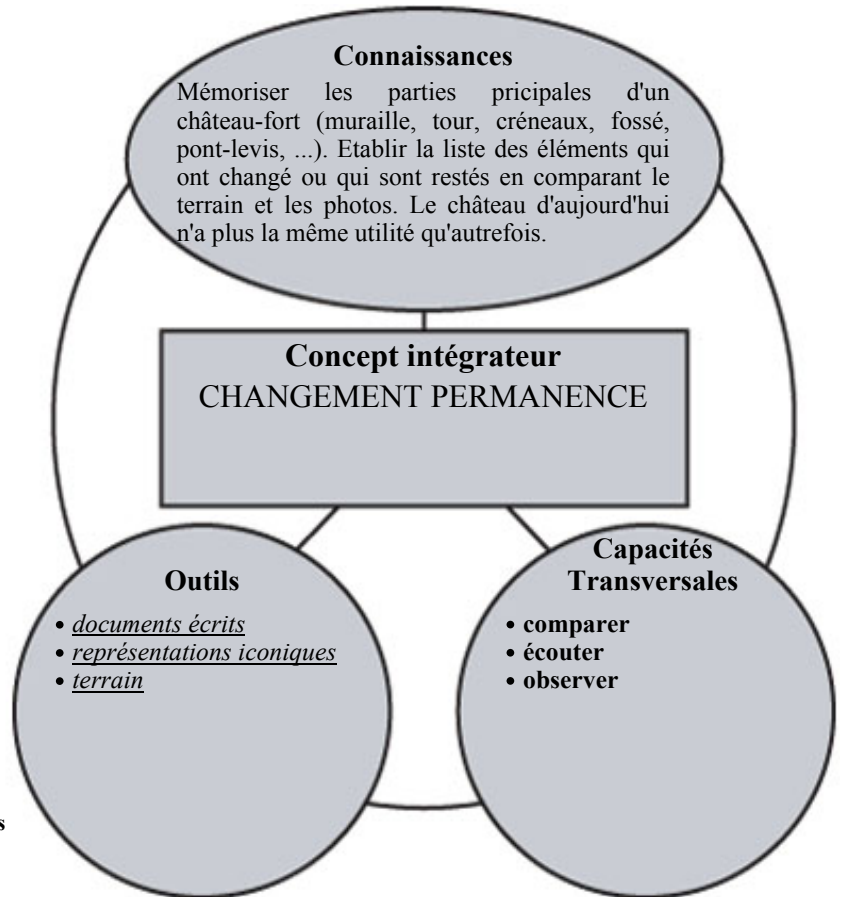 Connaissances
Mémoriser les parties pricipales d'un
château-fort (muraille, tour, créneaux, fossé,
pont-levis, ...). Etablir la liste des éléments qui
ont changé ou qui sont restés en comparant le
terrain et les photos. Le château d'aujourd'hui
n'a plus la même utilité qu'autrefois.
Concept intégrateur
CHANGEMENT PERMANENCE
Outils
• documents écrits
• représentations iconiques
• terrain
Capacités
Transversales
• comparer
• écouter
• observer
s